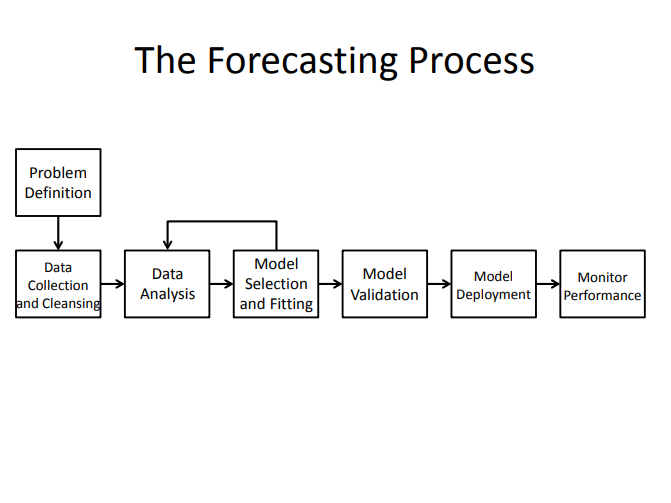 The Forecasting Process
Problem
Definition
Data
Collection
and Cleansing
Data
Analysis
Model
Selection
and Fitting
Model
Validation
Model
Deployment
Monitor
Performance